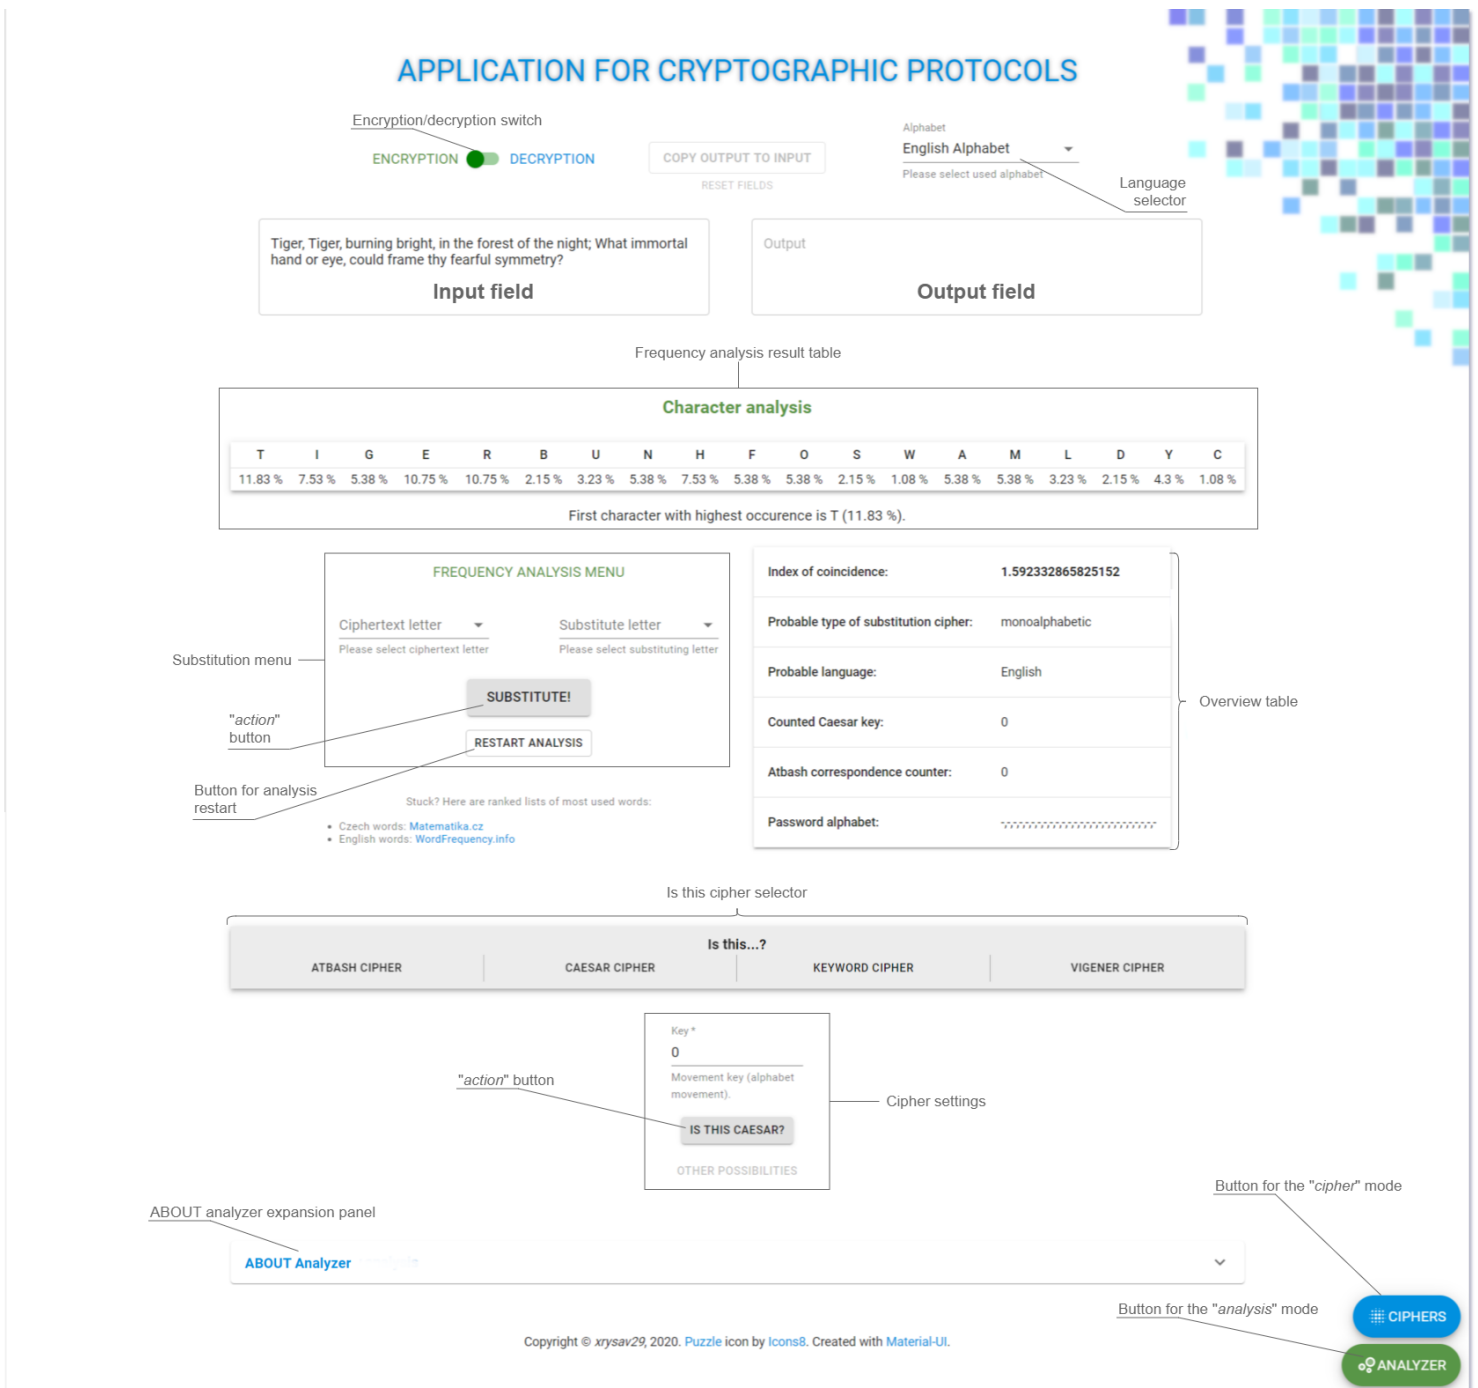 APPLICATION FOR CRYPTOGRAPHIC PROTOCOLS
Encryption/decryption switch
ENCRYPTION DECRYPTION
COPY OUTPUT TO INPUT
RESET FIELDS
Alphabet
English Alphabet
Please select used alphabet
Language
selector
Tiger, Tiger, burning bright, in the forest of the night; What immortal
hand or eye, could frame thy fearful symmetry?
Input field
Output
Output field
Frequency analysis result table
Character analysis
T I G E R B U N H F O S W A M L D Y C
11.83 % 7.53 % 5.38 % 10.75 % 10.75 % 2.15 % 3.23 % 5.38 % 7.53 % 5.38 % 5.38 % 2.15 % 1.08 % 5.38 % 5.38 % 3.23 % 2.15 % 4.3 % 1.08 %
First character with highest occurence is T (11.83 %).
FREQUENCY ANALYSIS MENU
Ciphertext letter
Please select ciphertext letter
Substitute letter
Please select substituting letter
Substitution menu
SUBSTITUTE!
"action"
button
RESTART ANALYSIS
Button for analysis
restart
Stuck? Here are ranked lists of most used words:
• Czech words: Matematika.cz
• English words: WordFrequency.info
Index of coincidence: 1.592332865825152
Probable type of substitution cipher: monoalphabetic
Probable language: English
Counted Caesar key: 0
Atbash correspondence counter: 0
Password alphabet:
Overview table
Is this cipher selector
Is this...?
ATBASH CIPHER CAESAR CIPHER KEYWORD CIPHER VIGENER CIPHER
Key *
0
Movement key (alphabet
movement).
"action" button
IS THIS CAESAR?
Cipher settings
OTHER POSSIBILITIES
Button for the "cipher" mode
ABOUT analyzer expansion panel
ABOUT Analyzer
Button for the "analysis" mode
CIPHERS
ANALYZER
Copyright © xrysav29, 2020. Puzzle icon by Icons8. Created with Material-UI.